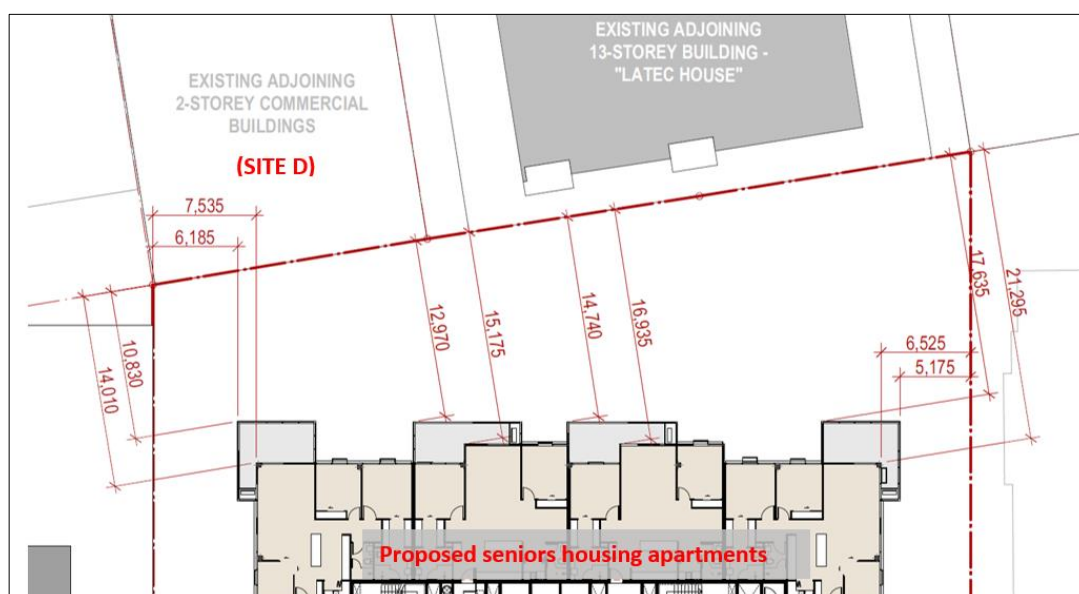 EXISTING ADJOINING
13-STOREY BUILDING -
"LATEC HOUSE"
EXISTING ADJOINING
2-STOREY COMMERCIAL
BUILDINGS
(SITE D)
7,535
6,185
12,970
15,175
14,740
16,935
17,635
21,295
10,830
14,010
6,525
5,175
Proposed seniors housing apartments